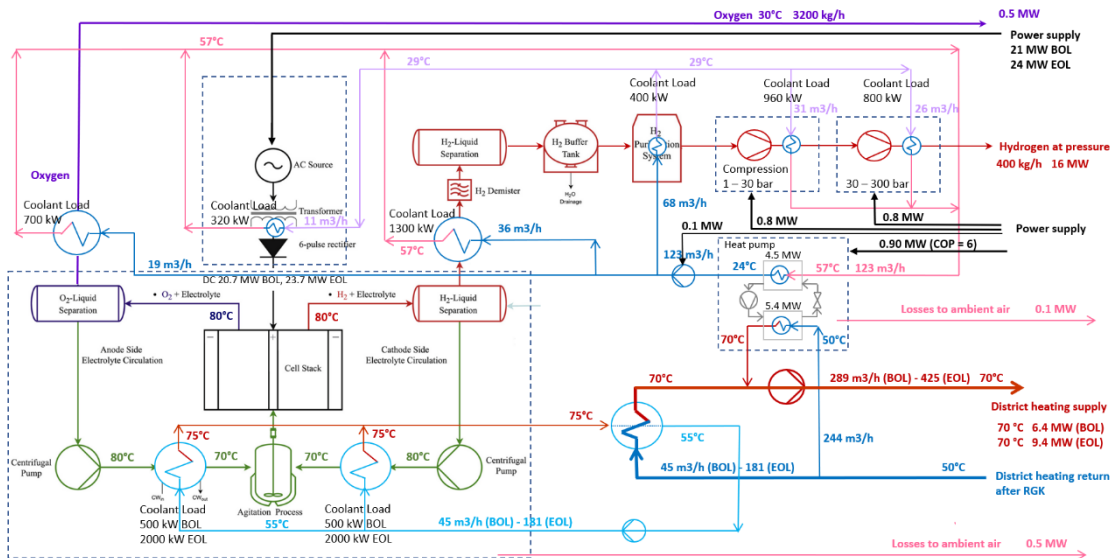 Oxygen 30°C 3200 kg/h
0.5 MW
57°C
Power supply
21 MW BOL
24 MW EOL
29°C
29°C
Coolant Load
400 kW
Coolant Load
960 kW
Coolant Load
800 kW
31 m3/h
26 m3/h
AC Source
H₂-Liquid
Separation
H₂ Buffer
Tank
H₂O
Drainage
H₂
Purification
System
Compression
1 – 30 bar
30 – 300 bar
Hydrogen at pressure
400 kg/h 16 MW
Oxygen
H₂ Demister
Coolant Load
700 kW
Coolant Load
320 kW
Transformer
11 m3/h
6-pulse rectifier
Coolant Load
1300 kW
57°C
36 m3/h
68 m3/h
0.8 MW
0.8 MW
0.1 MW
Power supply
0.90 MW (COP = 6)
19 m3/h
DC 20.7 MW BOL, 23.7 MW EOL
123 m3/h
Heat pump
4.5 MW
24°C
57°C
123 m3/h
5.4 MW
70°C
50°C
O₂-Liquid
Separation
• O₂ + Electrolyte
80°C
• H₂ + Electrolyte
80°C
H₂-Liquid
Separation
Losses to ambient air
0.1 MW
Anode Side
Electrolyte Circulation
− + −
Cell Stack
Cathode Side
Electrolyte Circulation
70°C
289 m3/h (BOL) - 425 (EOL) 70°C
District heating supply
70 °C 6.4 MW (BOL)
70 °C 9.4 MW (EOL)
75°C
75°C
75°C
55°C
244 m3/h
Centrifugal
Pump
80°C
70°C
70°C
80°C
Centrifugal
Pump
45 m3/h (BOL) - 181 (EOL)
50°C
District heating return
after RGK
CWin
CWout
Coolant Load
500 kW BOL
2000 kW EOL
Agitation Process
55°C
Coolant Load
500 kW BOL
2000 kW EOL
45 m3/h (BOL) - 181 (EOL)
Losses to ambient air
0.5 MW